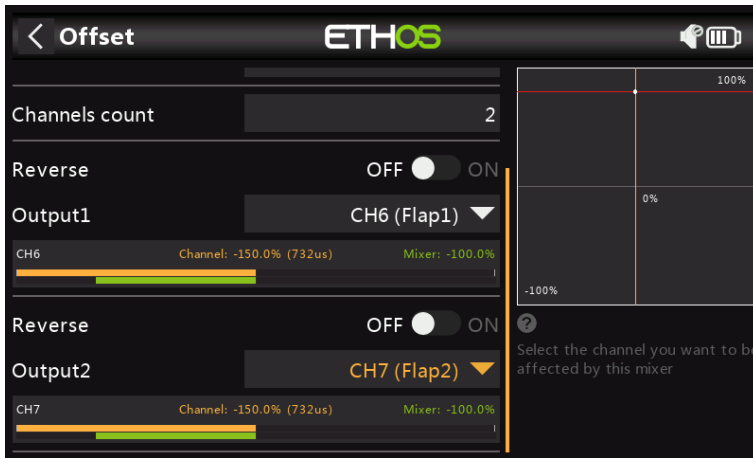 Offset
ETHOS
100%
Channels count 2
Reverse OFF ON
0%
Output1 CH6 (Flap1)
CH6 Channel: -150.0% (732us) Mixer: -100.0%
-100%
Reverse OFF ON
?
Select the channel you want to be
affected by this mixer
Output2 CH7 (Flap2)
CH7 Channel: -150.0% (732us) Mixer: -100.0%